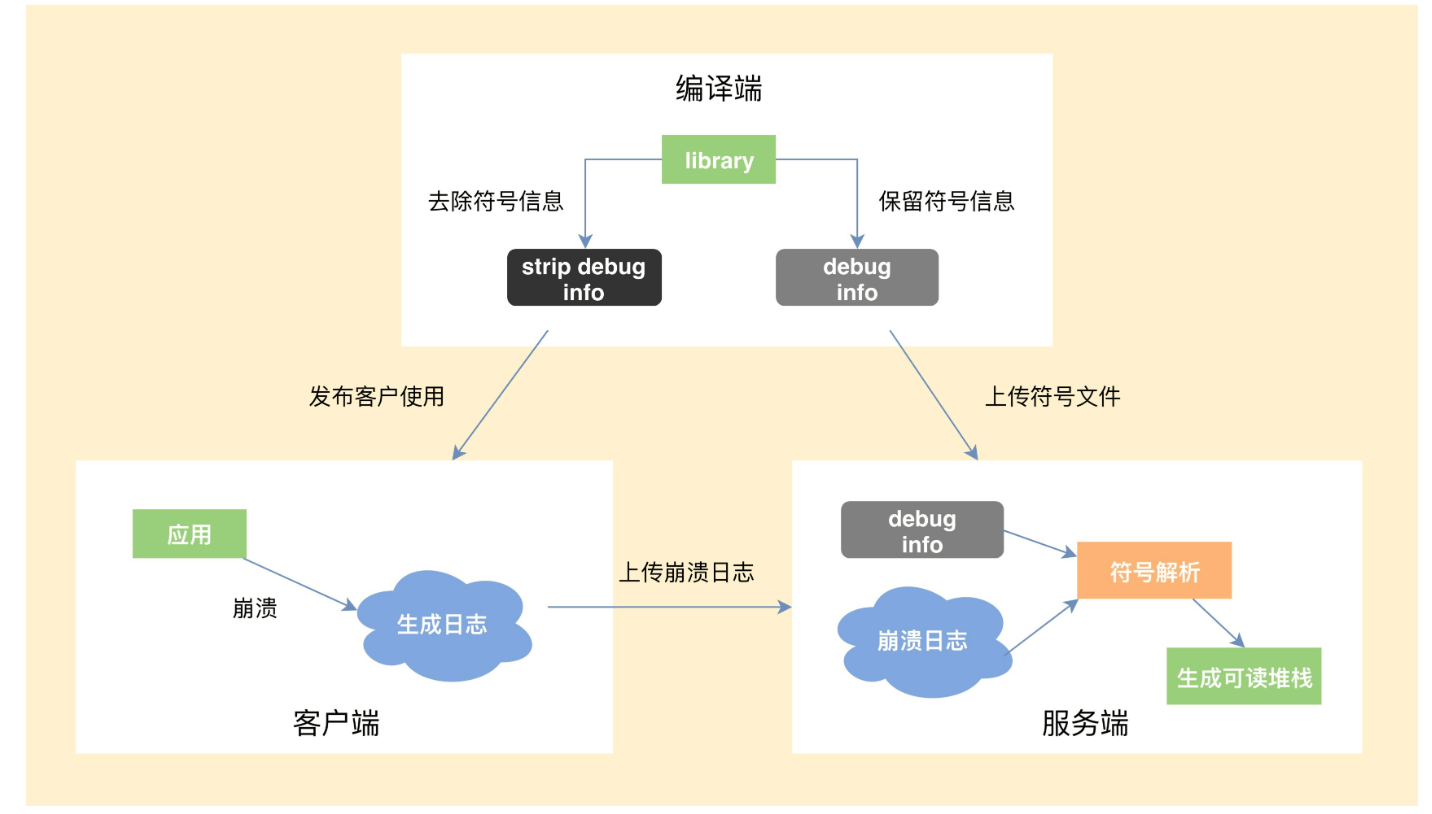 编译端
library
去除符号信息
保留符号信息
strip debug
info
debug
info
发布客户使用
上传符号文件
应用
崩溃
生成日志
客户端
上传崩溃日志
debug
info
崩溃日志
符号解析
生成可读堆栈
服务端